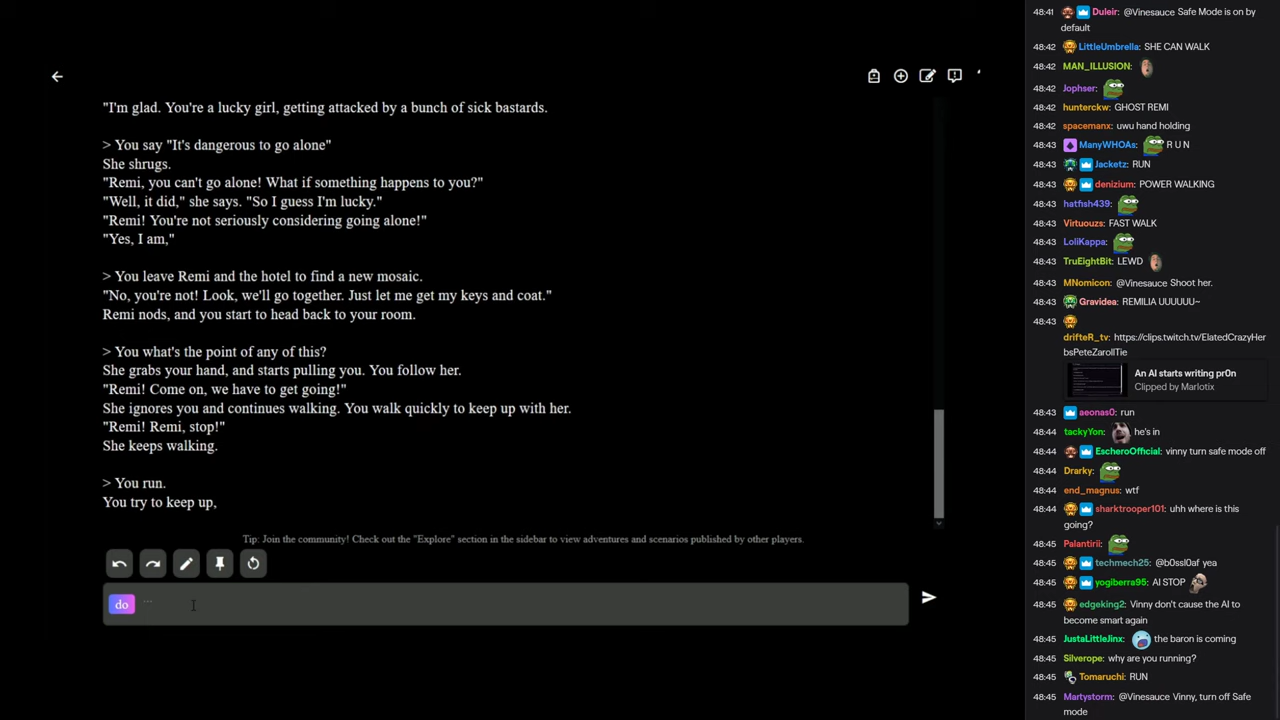 "I'm glad. You're a lucky girl, getting attacked by a bunch of sick bastards.
> You say "It's dangerous to go alone"
She shrugs.
"Remi, you can't go alone! What if something happens to you?"
"Well, it did," she says. "So I guess I'm lucky."
"Remi! You're not seriously considering going alone!"
"Yes, I am,"
> You leave Remi and the hotel to find a new mosaic.
"No, you're not! Look, we'll go together. Just let me get my keys and coat."
Remi nods, and you start to head back to your room.
> You what's the point of any of this?
She grabs your hand, and starts pulling you. You follow her.
"Remi! Come on, we have to get going!"
She ignores you and continues walking. You walk quickly to keep up with her.
"Remi! Remi, stop!"
She keeps walking.
> You run.
You try to keep up,
Tip: Join the community! Check out the "Explore" section in the sidebar to view adventures and scenarios published by other players.
do ...
48:41 Duleir: @Vinesauce Safe Mode is on by
default
48:42 LittleUmbrella: SHE CAN WALK
48:42 MAN_ILLUSION:
48:42 Jophser:
48:42 hunterckw: GHOST REMI
48:42 spacemanx: uwu hand holding
48:43 ManyWHOAs: R U N
48:43 Jacketz: RUN
48:43 denizium: POWER WALKING
48:43 hatfish439:
48:43 Virtuouzs: FAST WALK
48:43 LoliKappa:
48:43 TruEightBit: LEWD
48:43 MNomicon: @Vinesauce Shoot her.
48:43 Gravidea: REMILIA UUUUUU~
48:43
drifteR_tv: https://clips.twitch.tv/ElatedCrazyHer
bsPeteZarollTie
An AI starts writing pr0n
Clipped by Marlotix
48:43 aeonas0: run
48:44 tackyYon: he's in
48:44 EscheroOfficial: vinny turn safe mode off
48:44 Drarky:
48:44 end_magnus: wtf
48:44 sharktrooper101: uhh where is this
going?
48:45 Palantirii:
48:45 techmech25: @b0ssl0af yea
48:45 yogiberra95: AI STOP
48:45 edgeking2: Vinny don't cause the AI to
become smart again
48:45 JustaLittleJinx: the baron is coming
48:45 Silverope: why are you running?
48:45 Tomaruchi: RUN
48:45 Martystorm: @Vinesauce Vinny, turn off Safe
mode